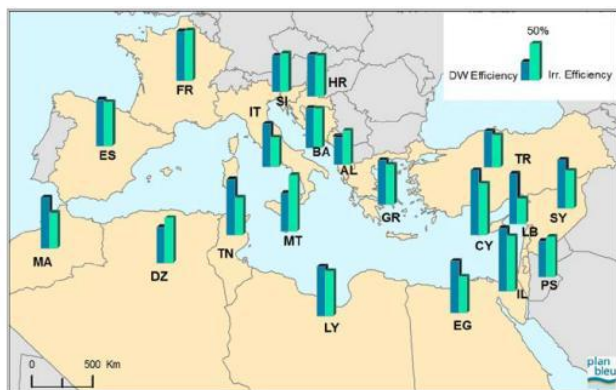 50%
DW Efficiency Irr. Efficiency
FR
SI
HR
IT
ES
BA
AL
TR
GR
SY
LB
CY
MT
TN
MA
DZ
IL
PS
LY
EG
0 500 Km
plan
bleu